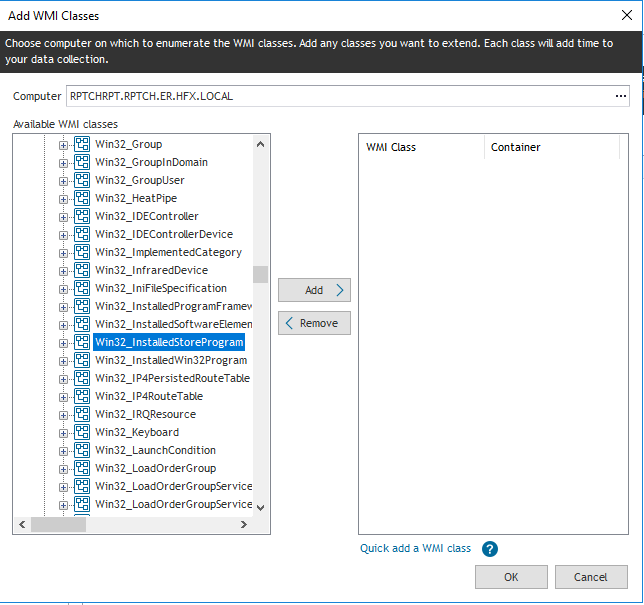 Add WMI Classes
Choose computer on which to enumerate the WMI classes. Add any classes you want to extend. Each class will add time to
your data collection.
Computer RPTCHRPT.RPTCH.ER.HFX.LOCAL ...
Available WMI classes
Win32_Group
Win32_GroupInDomain
Win32_GroupUser
Win32_HeatPipe
Win32_IDEController
Win32_IDEControllerDevice
Win32_ImplementedCategory
Win32_InfraredDevice
Win32_IniFileSpecification
Win32_InstalledProgramFramew
Win32_InstalledSoftwareElemen
Win32_InstalledStoreProgram
Win32_InstalledWin32Program
Win32_IP4PersistedRouteTable
Win32_IP4RouteTable
Win32_IRQResource
Win32_Keyboard
Win32_LaunchCondition
Win32_LoadOrderGroup
Win32_LoadOrderGroupService
Win32_LoadOrderGroupService
Add
Remove
WMI Class Container
Quick add a WMI class ?
OK Cancel